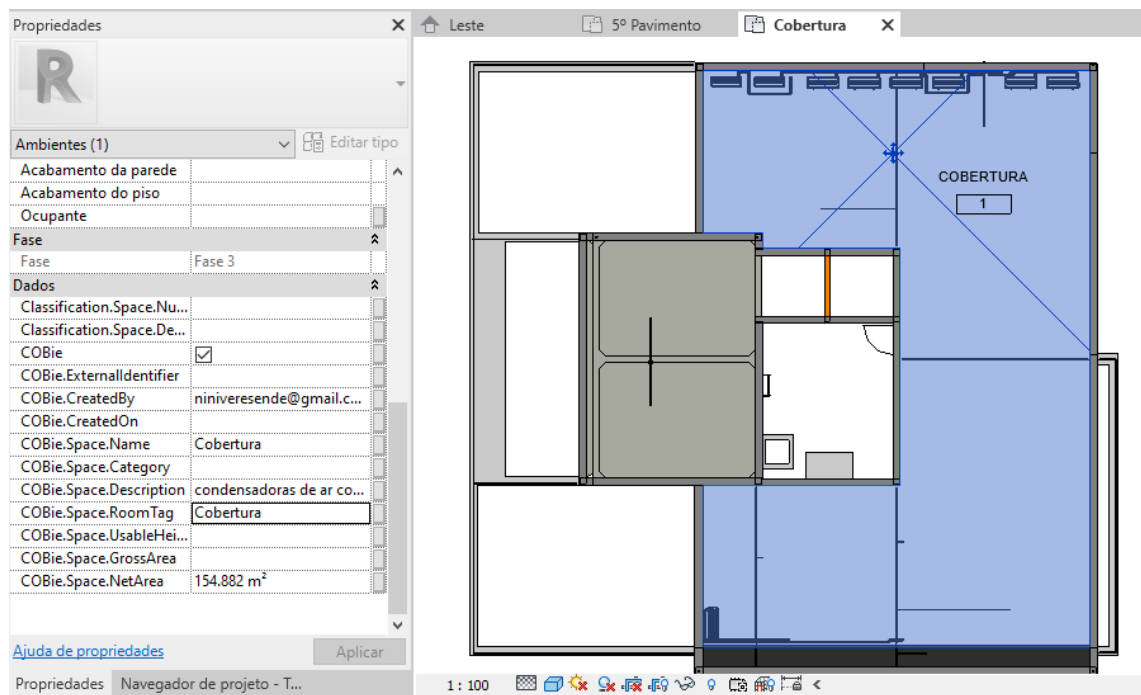 Propriedades
Leste
5º Pavimento
Cobertura
R
Ambientes (1)
Editar tipo
Acabamento da parede
Acabamento do piso
Ocupante
Fase
Fase Fase 3
Dados
Classification.Space.Nu...
Classification.Space.De...
COBie
COBie.ExternalIdentifier
COBie.CreatedBy niniveresende@gmail.c...
COBie.CreatedOn
COBie.Space.Name Cobertura
COBie.Space.Category
COBie.Space.Description condensadoras de ar co...
COBie.Space.RoomTag Cobertura
COBie.Space.UsableHei...
COBie.Space.GrossArea
COBie.Space.NetArea 154.882 m²
Ajuda de propriedades
Aplicar
Propriedades
Navegador de projeto - T...
COBERTURA
1
1 : 100